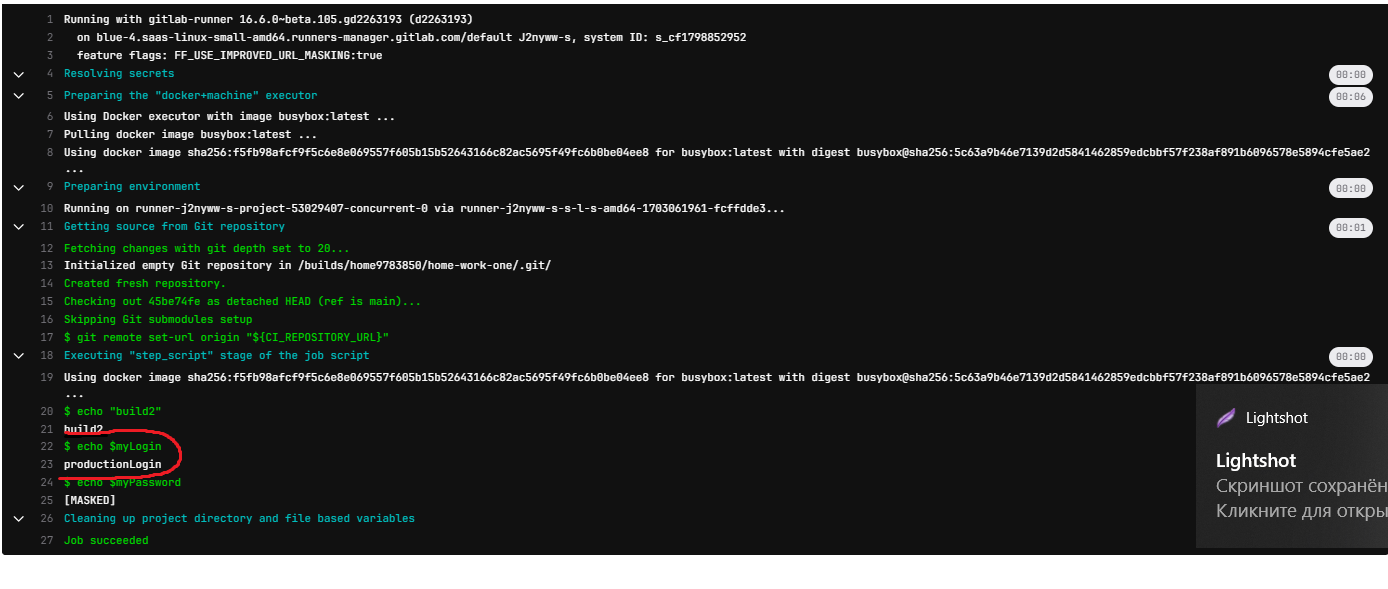 1 Running with gitlab-runner 16.6.0~beta.105.gd2263193 (d2263193)
2 on blue-4.saas-linux-small-amd64.runners-manager.gitlab.com/default J2nyww-s, system ID: s_cf1798852952
3 feature flags: FF_USE_IMPROVED_URL_MASKING:true
4 Resolving secrets 00:00
5 Preparing the "docker+machine" executor 00:06
6 Using Docker executor with image busybox:latest ...
7 Pulling docker image busybox:latest ...
8 Using docker image sha256:f5fb98afcf9f5c6e8e069557f605b15b52643166c82ac5695f49fc6b0be04ee8 for busybox:latest with digest busybox@sha256:5c63a9b46e7139d2d5841462859edcbbf57f238af891b6096578e5894cfe5ae2
...
9 Preparing environment 00:00
10 Running on runner-j2nyww-s-project-53029407-concurrent-0 via runner-j2nyww-s-s-l-s-amd64-1703061961-fcffdde3...
11 Getting source from Git repository 00:01
12 Fetching changes with git depth set to 20...
13 Initialized empty Git repository in /builds/home9783850/home-work-one/.git/
14 Created fresh repository.
15 Checking out 45be74fe as detached HEAD (ref is main)...
16 Skipping Git submodules setup
17 $ git remote set-url origin "${CI_REPOSITORY_URL}"
18 Executing "step_script" stage of the job script 00:00
19 Using docker image sha256:f5fb98afcf9f5c6e8e069557f605b15b52643166c82ac5695f49fc6b0be04ee8 for busybox:latest with digest busybox@sha256:5c63a9b46e7139d2d5841462859edcbbf57f238af891b6096578e5894cfe5ae2
...
20 $ echo "build2"
21 build2
22 $ echo $myLogin
23 productionLogin
24 $ echo $myPassword
25 [MASKED]
26 Cleaning up project directory and file based variables
27 Job succeeded
Lightshot
Lightshot
Скриншот сохранён
Кликните для откры